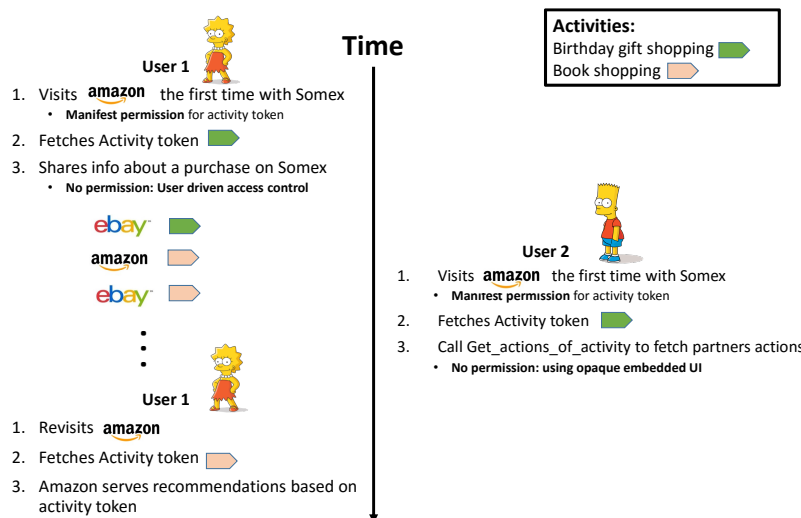 Time
Activities:
Birthday gift shopping
Book shopping
User 1
1. Visits amazon the first time with Somex
• Manifest permission for activity token
2. Fetches Activity token
3. Shares info about a purchase on Somex
• No permission: User driven access control
ebay
amazon
ebay
User 1
1. Revisits amazon
2. Fetches Activity token
3. Amazon serves recommendations based on
activity token
User 2
1. Visits amazon the first time with Somex
• Manifest permission for activity token
2. Fetches Activity token
3. Call Get_actions_of_activity to fetch partners actions
• No permission: using opaque embedded UI